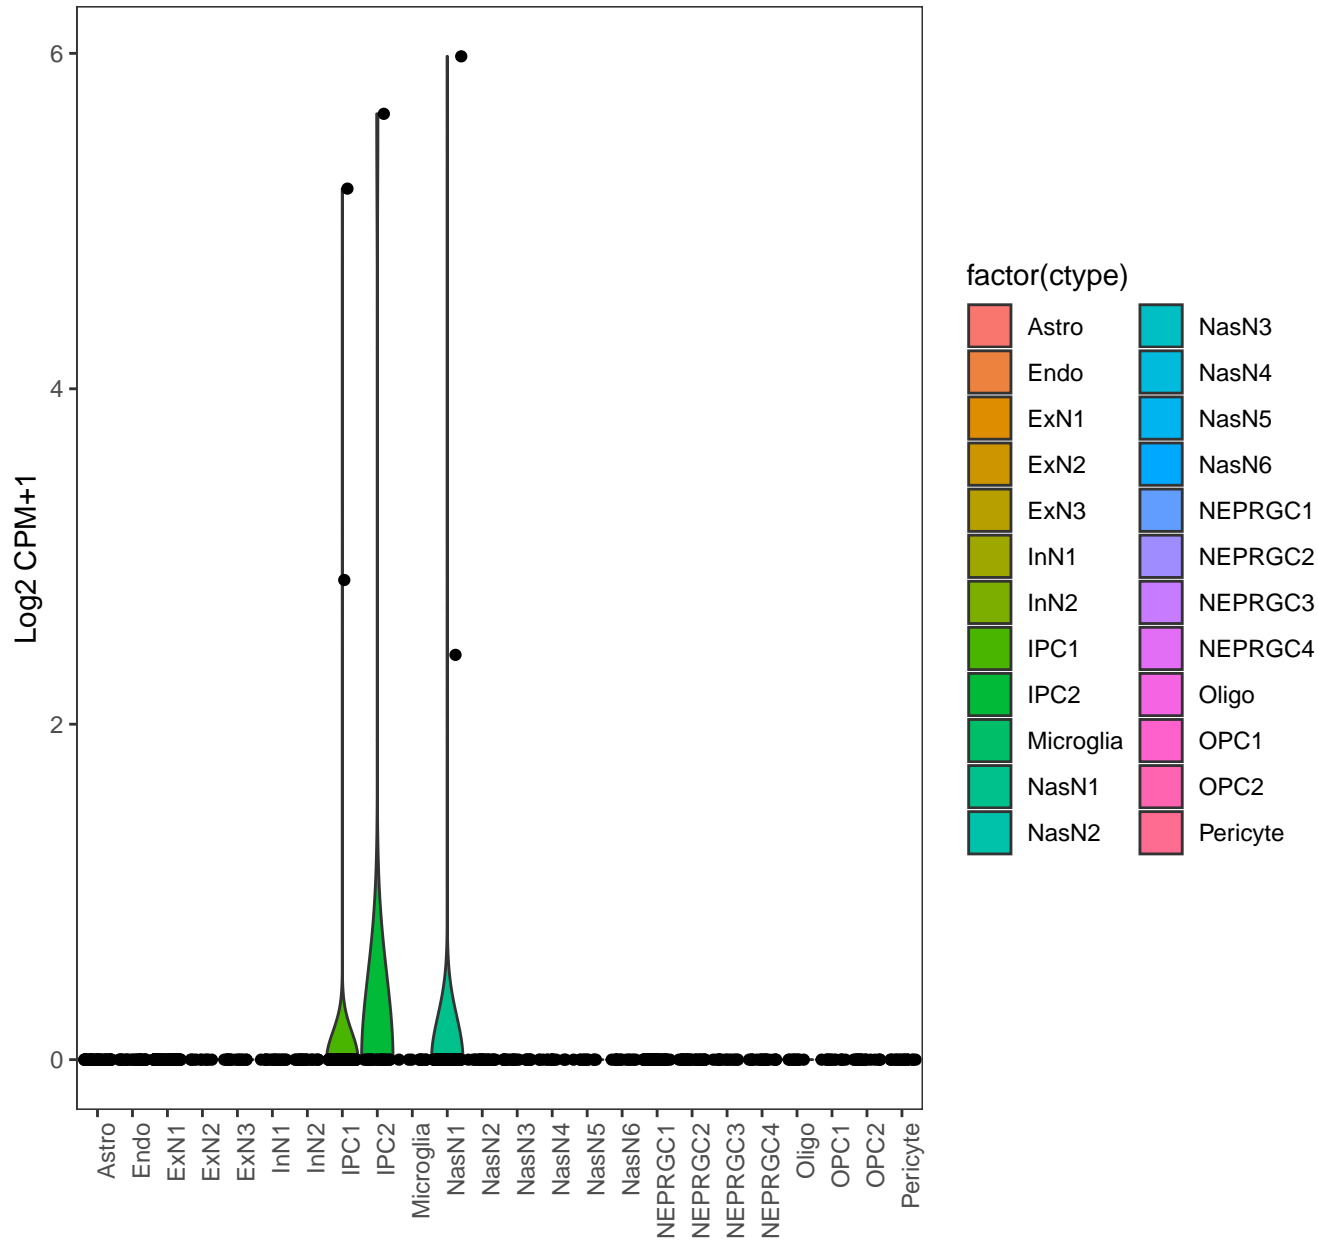 6
4
2
0
Log2 CPM+1
Astro
Endo
ExN1
ExN2
ExN3
InN1
InN2
IPC1
IPC2
Microglia
NasN1
NasN2
NasN3
NasN4
NasN5
NasN6
NEPRGC1
NEPRGC2
NEPRGC3
NEPRGC4
Oligo
OPC1
OPC2
Pericyte
factor(ctype)
Astro
Endo
ExN1
ExN2
ExN3
InN1
InN2
IPC1
IPC2
Microglia
NasN1
NasN2
NasN3
NasN4
NasN5
NasN6
NEPRGC1
NEPRGC2
NEPRGC3
NEPRGC4
Oligo
OPC1
OPC2
Pericyte